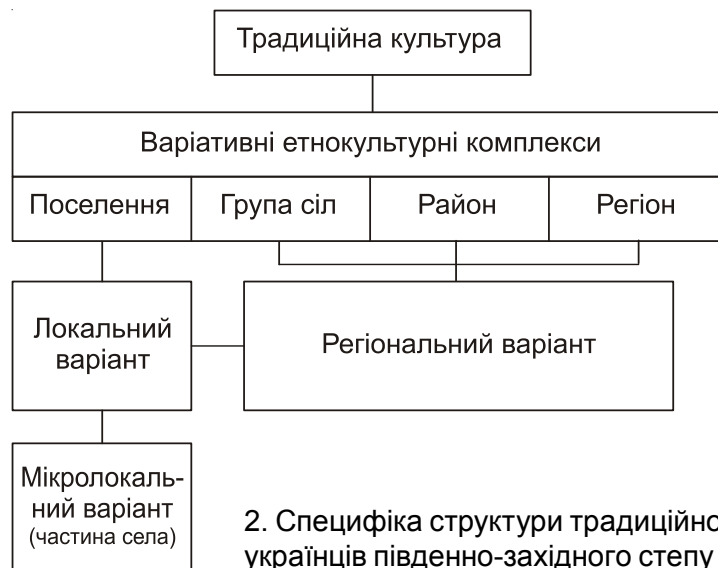 Традиційна культура
Варіативні етнокультурні комплекси
Поселення
Група сіл
Район
Регіон
Локальний
варіант
Регіональний варіант
Мікролокаль-
ний варіант
(частина села)
2. Специфіка структури традиційно
українців південно-західного степу